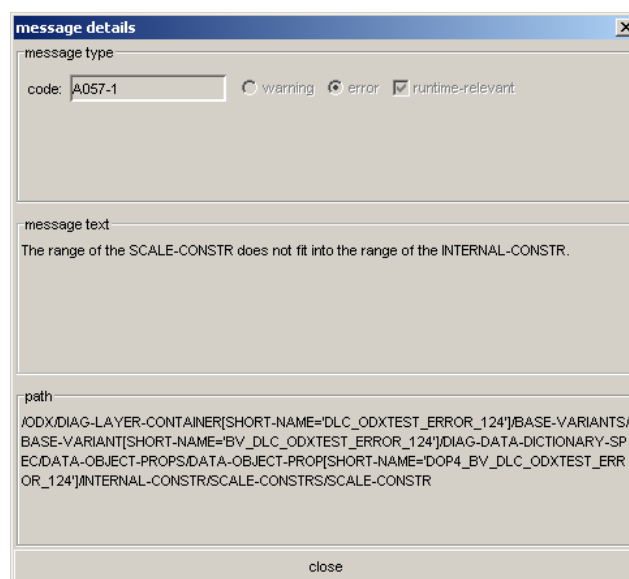 message details
message type
code: A057-1 warning error runtime-relevant
message text
The range of the SCALE-CONSTR does not fit into the range of the INTERNAL-CONSTR.
path
/ODX/DIAG-LAYER-CONTAINER[SHORT-NAME='DLC_ODXTEST_ERROR_124']/BASE-VARIANTS/
BASE-VARIANT[SHORT-NAME='BV_DLC_ODXTEST_ERROR_124']/DIAG-DATA-DICTIONARY-SP
EC/DATA-OBJECT-PROPS/DATA-OBJECT-PROP[SHORT-NAME='DOP4_BV_DLC_ODXTEST_ERR
OR_124']/INTERNAL-CONSTR/SCALE-CONSTRS/SCALE-CONSTR
close